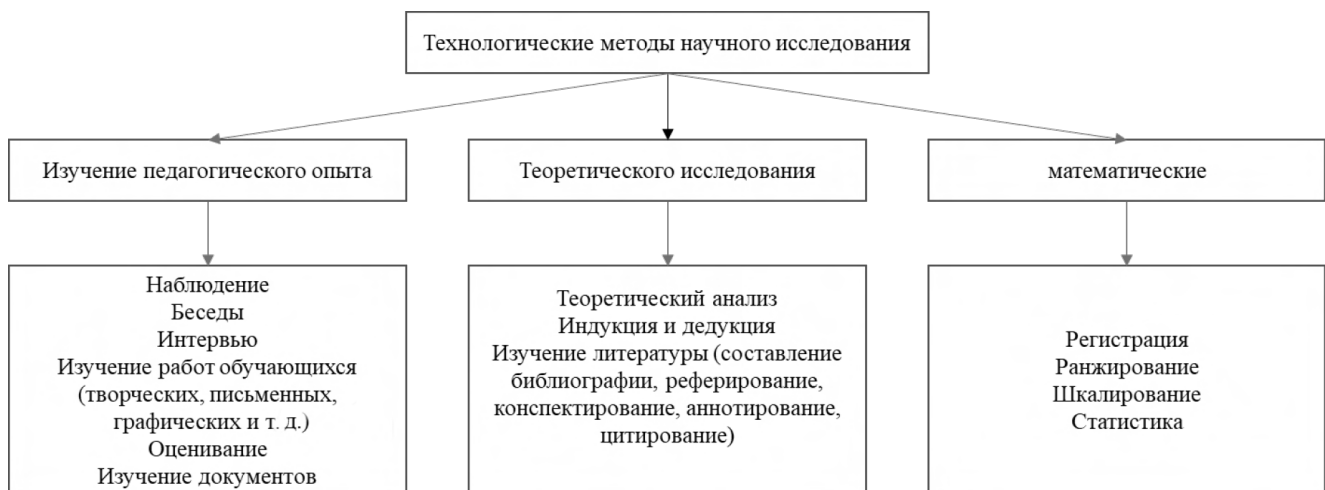 Технологические методы научного исследования
Изучение педагогического опыта
Теоретического исследования
математические
Наблюдение
Беседы
Интервью
Изучение работ обучающихся
(творческих, письменных,
графических и т. д.)
Оценивание
Изучение документов
Теоретический анализ
Индукция и дедукция
Изучение литературы (составление
библиографии, реферирование,
конспектирование, аннотирование,
цитирование)
Регистрация
Ранжирование
Шкалирование
Статистика